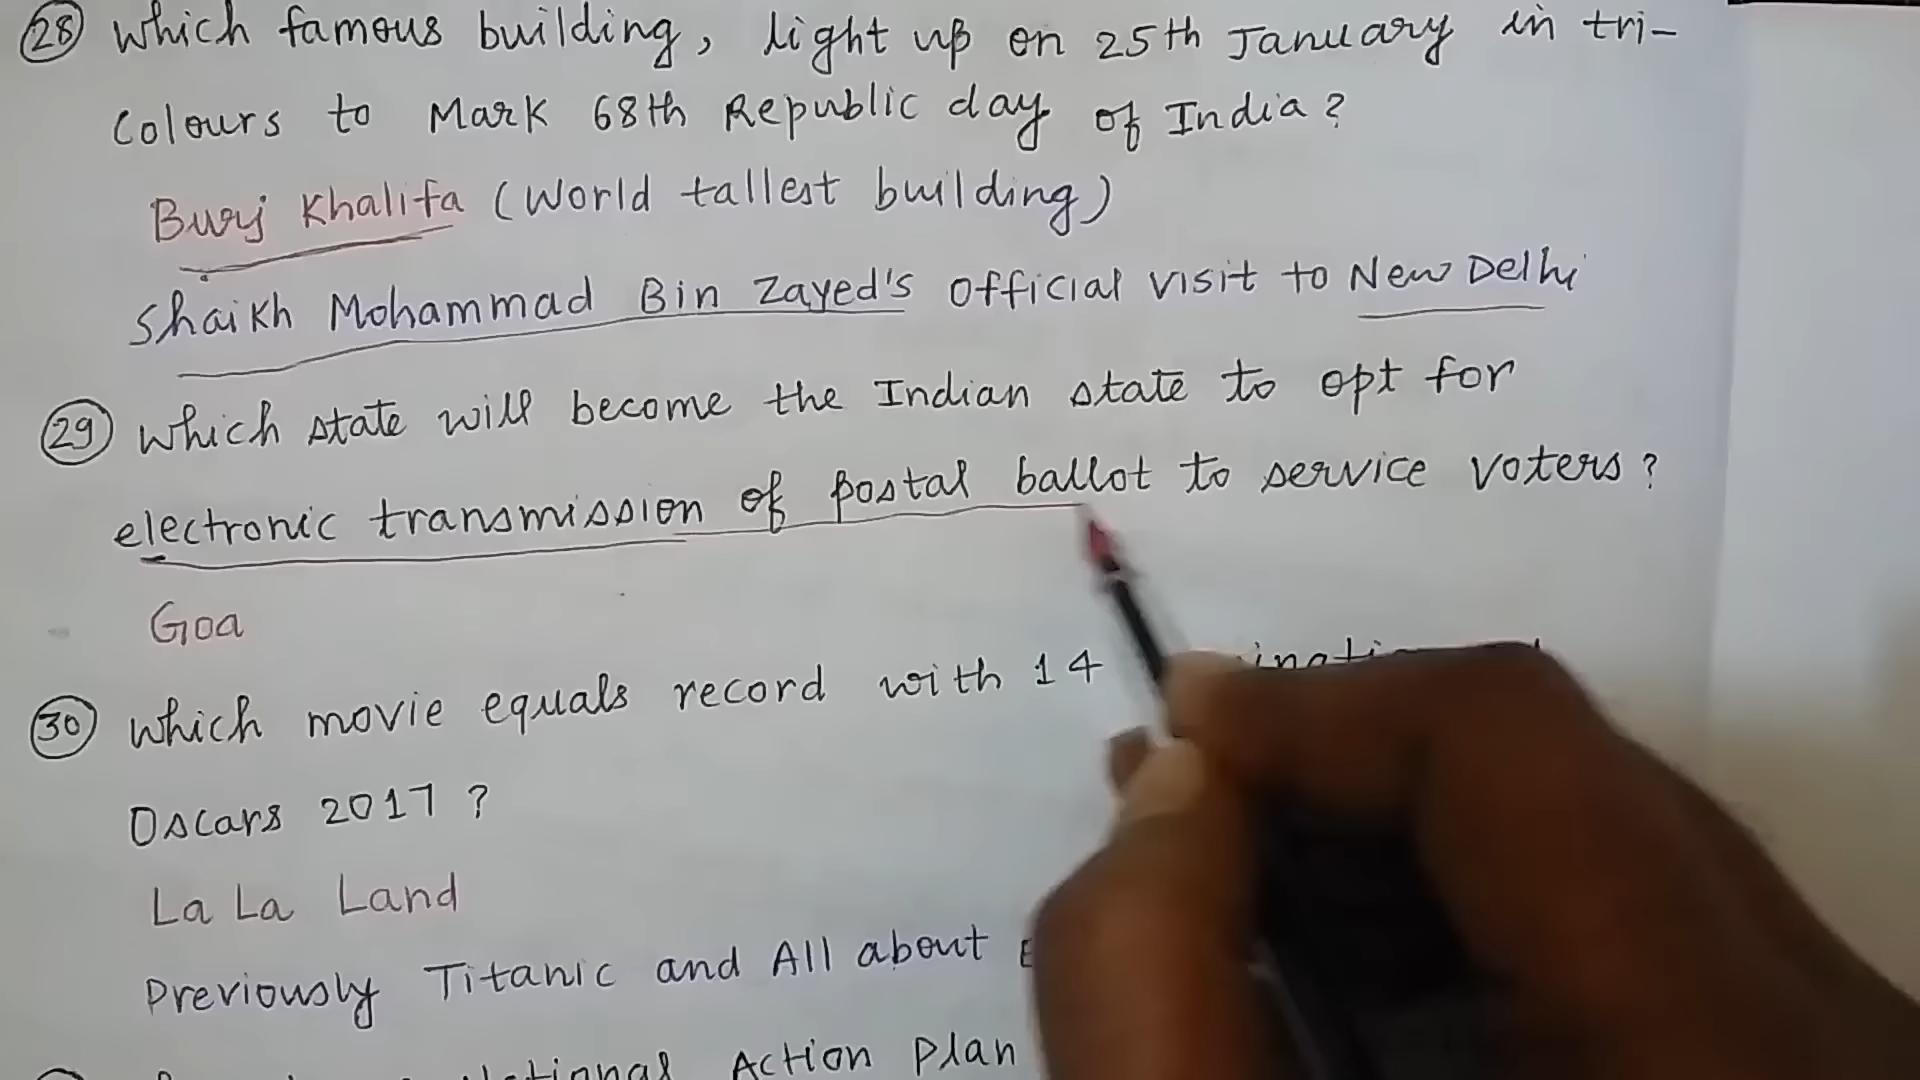 28 Which famous building, light up on 25th January in tri-
Colours to Mark 68th Republic day of India?
Burj Khalifa (World tallest building)
Shaikh Mohammad Bin Zayed's Official visit to New Delhi
29 Which state will become the Indian state to opt for
electronic transmission of postal ballot to service voters?
Goa
30 Which movie equals record with 14
Oscars 2017?
La La Land
Previously Titanic and All about
Action Plan